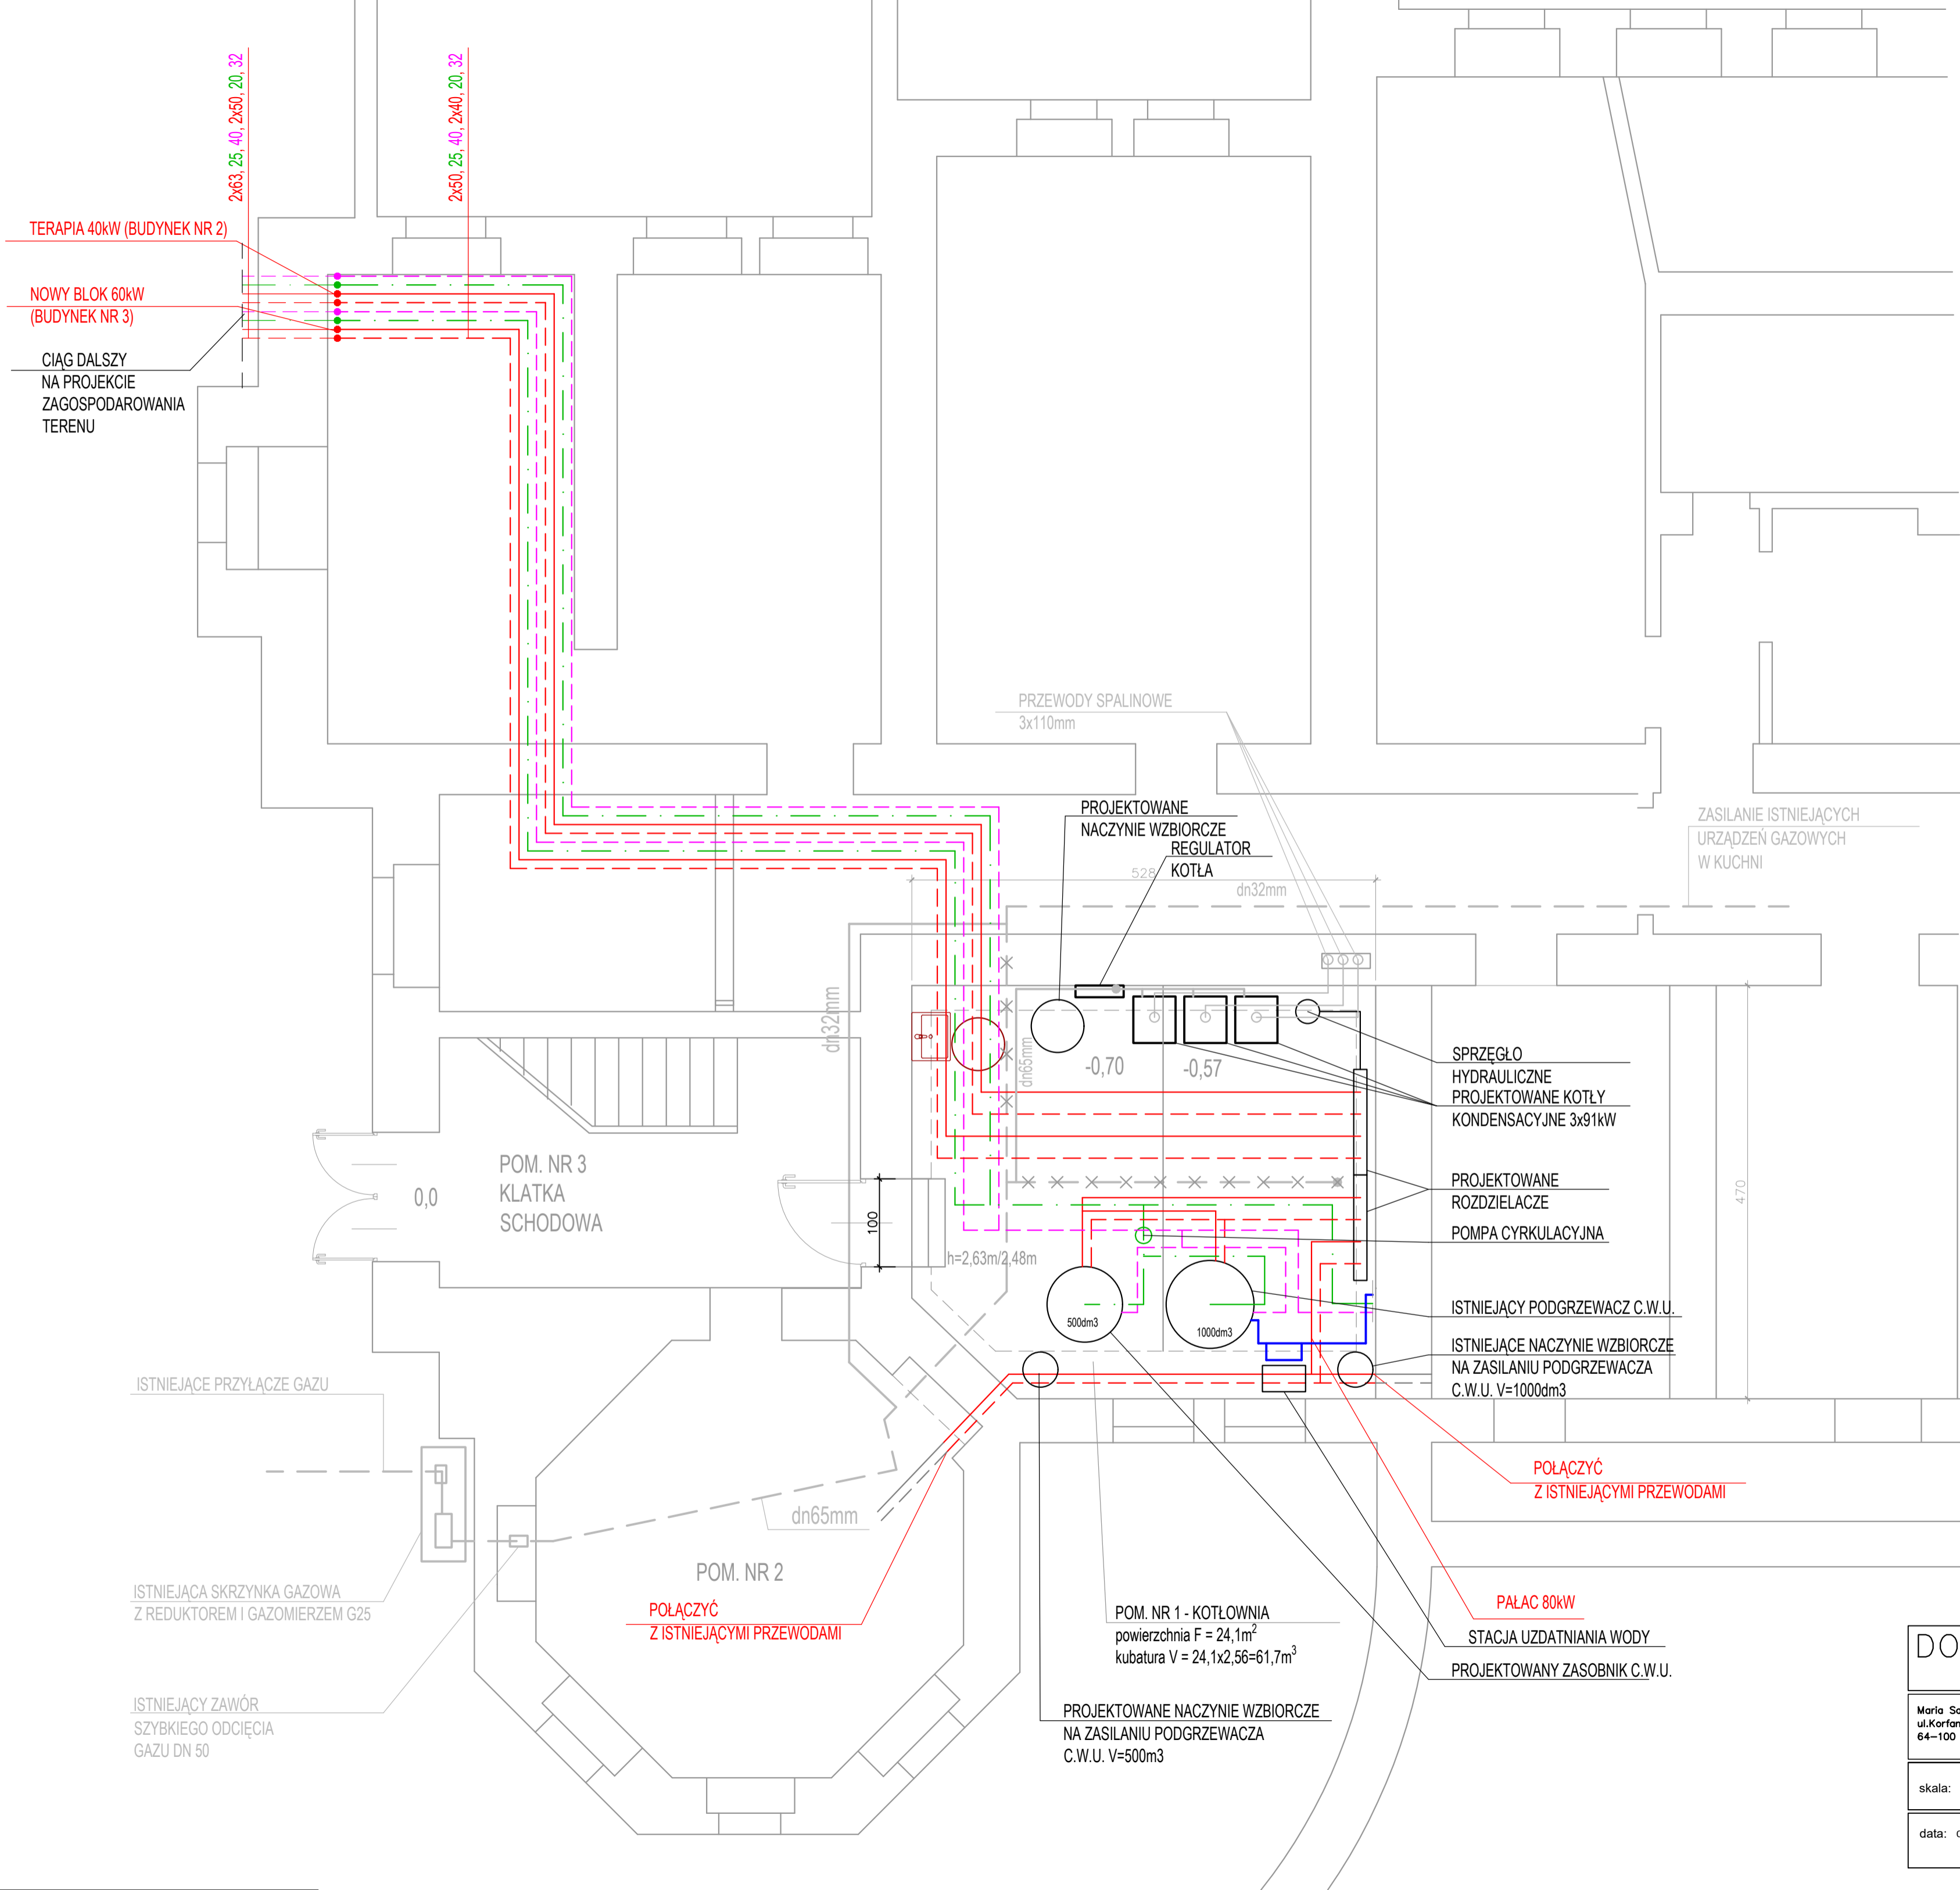 2x63, 25, 40, 2x50, 20, 32
2x50, 25, 40, 2x40, 20, 32
TERAPIA 40kW (BUDYNEK NR 2)
NOWY BLOK 60kW
(BUDYNEK NR 3)
CIĄG DALSZY
NA PROJEKCIE
ZAGOSPODAROWANIA
TERENU
PRZEWODY SPALINOWE
3x110mm
PROJEKTOWANE
NACZYNIE WZBIORCZE
REGULATOR
KOTŁA
528
dn32mm
ZASILANIE ISTNIEJĄCYCH
URZĄDZEŃ GAZOWYCH
W KUCHNI
dn32mm
dn65mm
-0,70
-0,57
SPRZĘGŁO
HYDRAULICZNE
PROJEKTOWANE KOTŁY
KONDENSACYJNE 3x91kW
POM. NR 3
KLATKA
SCHODOWA
0,0
100
h=2,63m/2,48m
PROJEKTOWANE
ROZDZIELACZE
470
POMPA CYRKULACYJNA
500dm3
1000dm3
ISTNIEJĄCY PODGRZEWACZ C.W.U.
ISTNIEJĄCE NACZYNIE WZBIORCZE
NA ZASILANIU PODGRZEWACZA
C.W.U. V=1000dm3
ISTNIEJĄCE PRZYŁĄCZE GAZU
POŁĄCZYĆ
Z ISTNIEJĄCYMI PRZEWODAMI
dn65mm
POM. NR 2
ISTNIEJĄCA SKRZYNKA GAZOWA
Z REDUKTOREM I GAZOMIERZEM G25
POŁĄCZYĆ
Z ISTNIEJĄCYMI PRZEWODAMI
POM. NR 1 - KOTŁOWNIA
powierzchnia F = 24,1m²
kubatura V = 24,1x2,56=61,7m³
PAŁAC 80kW
STACJA UZDATNIANIA WODY
PROJEKTOWANY ZASOBNIK C.W.U.
ISTNIEJĄCY ZAWÓR
SZYBKIEGO ODCIĘCIA
GAZU DN 50
PROJEKTOWANE NACZYNIE WZBIORCZE
NA ZASILANIU PODGRZEWACZA
C.W.U. V=500m3
DO
Maria So
ul.Korfan
64-100
skala:
data: